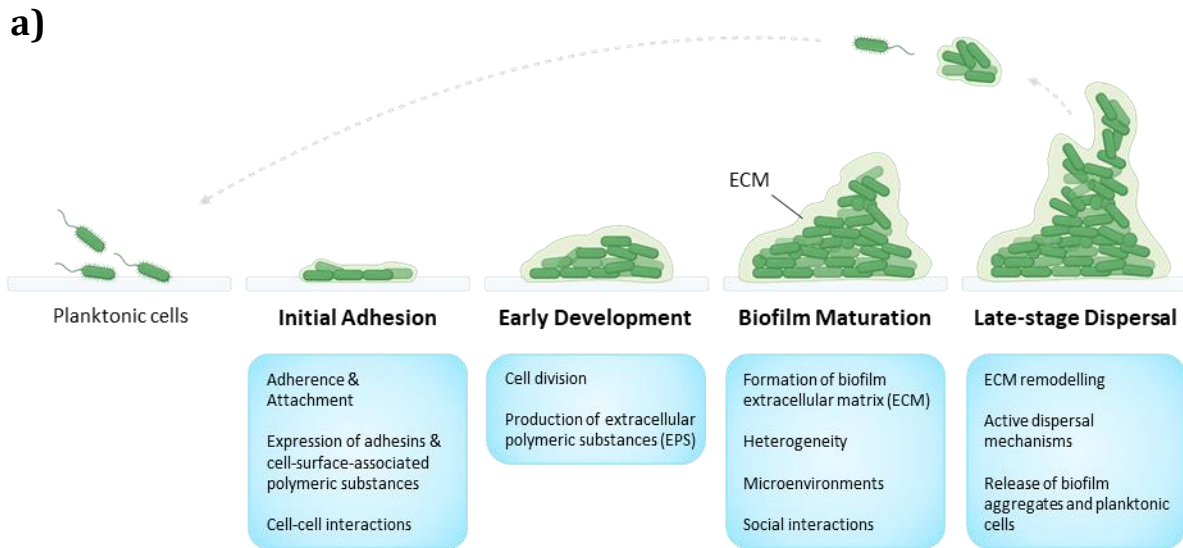 a)
ECM
Planktonic cells
Initial Adhesion
Early Development
Biofilm Maturation
Late-stage Dispersal
Adherence &
Attachment
Expression of adhesins &
cell-surface-associated
polymeric substances
Cell-cell interactions
Cell division
Production of extracellular
polymeric substances (EPS)
Formation of biofilm
extracellular matrix (ECM)
Heterogeneity
Microenvironments
Social interactions
ECM remodelling
Active dispersal
mechanisms
Release of biofilm
aggregates and planktonic
cells